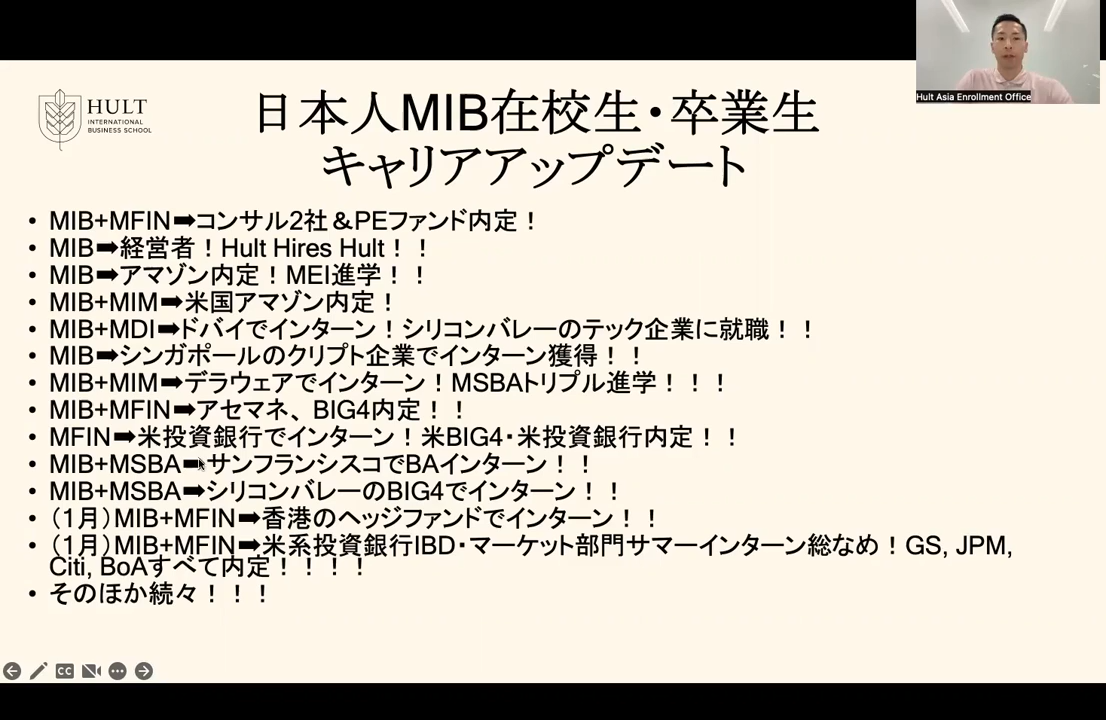 HULT
INTERNATIONAL
BUSINESS SCHOOL
日本人MIB在校生・卒業生
キャリアアップデート
Hult Asia Enrollment Office
• MIB+MFIN➡コンサル2社＆PEファンド内定！
• MIB➡経営者！Hult Hires Hult！！
• MIB➡アマゾン内定！MEI進学！！
• MIB+MIM➡米国アマゾン内定！
• MIB+MDI➡ドバイでインターン！シリコンバレーのテック企業に就職！！
• MIB➡シンガポールのクリプト企業でインターン獲得！！
• MIB+MIM➡デラウェアでインターン！MSBAトリプル進学！！！
• MIB+MFIN➡アセマネ、BIG4内定！！
• MFIN➡米投資銀行でインターン！米BIG4・米投資銀行内定！！
• MIB+MSBA➡サンフランシスコでBAインターン！！
• MIB+MSBA➡シリコンバレーのBIG4でインターン！！
• （1月）MIB+MFIN➡香港のヘッジファンドでインターン！！
• （1月）MIB+MFIN➡米系投資銀行IBD・マーケット部門サマーインターン総なめ！GS, JPM,
Citi, BoAすべて内定！！！！
• そのほか続々！！！
CC